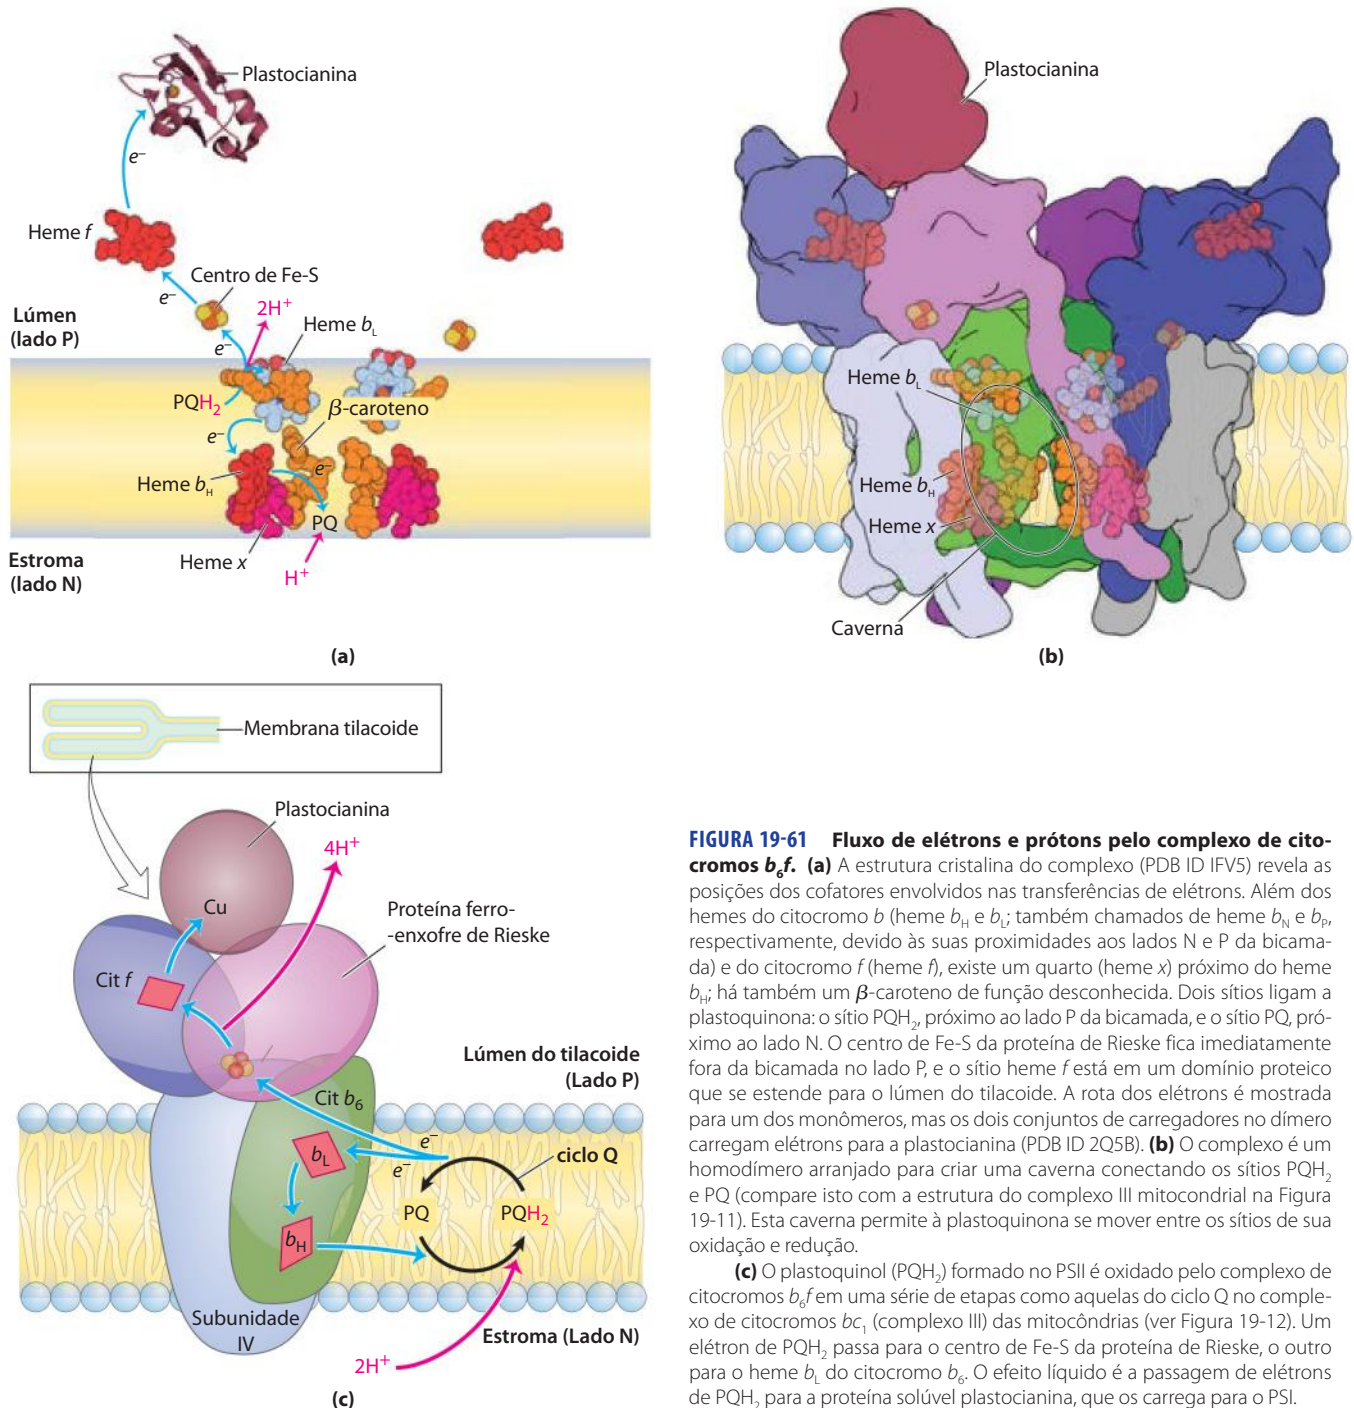 Plastocianina
e–
Heme f
Centro de Fe-S
e–
2H+
Lúmen
(lado P)
Heme bL
e–
PQH2
β-caroteno
e–
e–
Heme bH
PQ
Estroma
(lado N)
Heme x
H+
(a)
Plastocianina
Heme bL
Heme bH
Heme x
Caverna
(b)
Membrana tilacoide
Plastocianina
4H+
Cu
Proteína ferro-
-enxofre de Rieske
Cit f
Lúmen do tilacoide
(Lado P)
Cit b6
e–
bL
e–
ciclo Q
PQ
PQH2
bH
Subunidade
IV
Estroma (Lado N)
2H+
(c)
FIGURA 19-61 Fluxo de elétrons e prótons pelo complexo de cito-
cromos b6f. (a) A estrutura cristalina do complexo (PDB ID IFV5) revela as
posições dos cofatores envolvidos nas transferências de elétrons. Além dos
hemes do citocromo b (heme bH e bL; também chamados de heme bN e bP,
respectivamente, devido às suas proximidades aos lados N e P da bicama-
da) e do citocromo f (heme f), existe um quarto (heme x) próximo do heme
bH; há também um β-caroteno de função desconhecida. Dois sítios ligam a
plastoquinona: o sítio PQH2, próximo ao lado P da bicamada, e o sítio PQ, pró-
ximo ao lado N. O centro de Fe-S da proteína de Rieske fica imediatamente
fora da bicamada no lado P, e o sítio heme f está em um domínio proteico
que se estende para o lúmen do tilacoide. A rota dos elétrons é mostrada
para um dos monômeros, mas os dois conjuntos de carregadores no dímero
carregam elétrons para a plastocianina (PDB ID 2Q5B). (b) O complexo é um
homodímero arranjado para criar uma caverna conectando os sítios PQH2
e PQ (compare isto com a estrutura do complexo III mitocondrial na Figura
19-11). Esta caverna permite à plastoquinona se mover entre os sítios de sua
oxidação e redução.
(c) O plastoquinol (PQH2) formado no PSII é oxidado pelo complexo de
citocromos b6f em uma série de etapas como aquelas do ciclo Q no comple-
xo de citocromos bc1 (complexo III) das mitocôndrias (ver Figura 19-12). Um
elétron de PQH2 passa para o centro de Fe-S da proteína de Rieske, o outro
para o heme bL do citocromo b6. O efeito líquido é a passagem de elétrons
de PQH2 para a proteína solúvel plastocianina, que os carrega para o PSI.